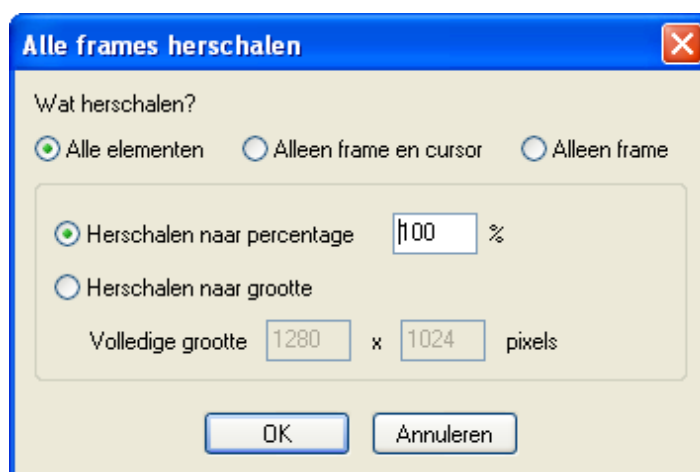 Alle frames herschalen
Wat herschalen?
Alle elementen Alleen frame en cursor Alleen frame
Herschalen naar percentage 100 %
Herschalen naar grootte
Volledige grootte 1280 x 1024 pixels
OK Annuleren